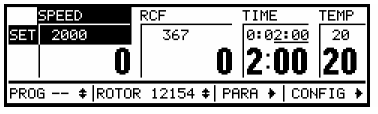 SPEED RCF TIME TEMP
SET 2000 367 0:02:00 20
0 0 2:00 20
PROG -- ROTOR 12154 PARA CONFIG